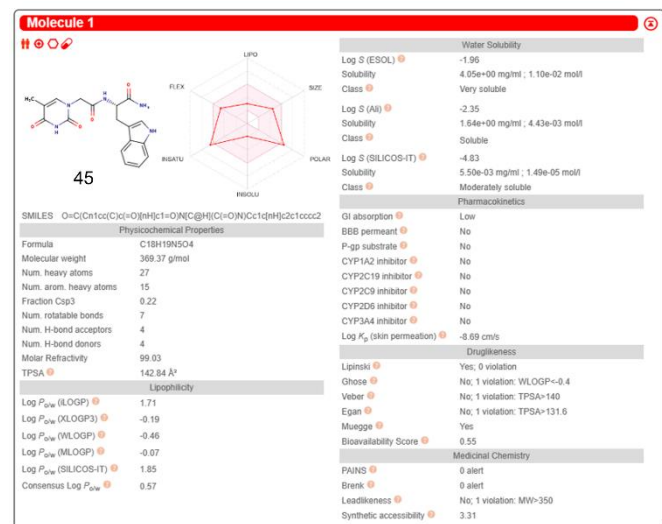 Molecule 1
LIPO
FLEX
SIZE
INSATU
POLAR
INSOLU
H₃C
O
N
NH
O
O
HN
O
NH₂
NH
45
SMILES O=C(Cn1cc(C)c(=O)[nH]c1=O)N[C@H](C(=O)N)Cc1c[nH]c2c1cccc2
Physicochemical Properties
Formula C18H19N5O4
Molecular weight 369.37 g/mol
Num. heavy atoms 27
Num. arom. heavy atoms 15
Fraction Csp3 0.22
Num. rotatable bonds 7
Num. H-bond acceptors 4
Num. H-bond donors 4
Molar Refractivity 99.03
TPSA 142.84 Å²
Lipophilicity
Log Po/w (iLOGP) 1.71
Log Po/w (XLOGP3) -0.19
Log Po/w (WLOGP) -0.46
Log Po/w (MLOGP) -0.07
Log Po/w (SILICOS-IT) 1.85
Consensus Log Po/w 0.57
Water Solubility
Log S (ESOL) -1.96
Solubility 4.05e+00 mg/ml ; 1.10e-02 mol/l
Class Very soluble
Log S (Ali) -2.35
Solubility 1.64e+00 mg/ml ; 4.43e-03 mol/l
Class Soluble
Log S (SILICOS-IT) -4.83
Solubility 5.50e-03 mg/ml ; 1.49e-05 mol/l
Class Moderately soluble
Pharmacokinetics
GI absorption Low
BBB permeant No
P-gp substrate No
CYP1A2 inhibitor No
CYP2C19 inhibitor No
CYP2C9 inhibitor No
CYP2D6 inhibitor No
CYP3A4 inhibitor No
Log Kp (skin permeation) -8.69 cm/s
Druglikeness
Lipinski Yes; 0 violation
Ghose No; 1 violation: WLOGP<-0.4
Veber No; 1 violation: TPSA>140
Egan No; 1 violation: TPSA>131.6
Muegge Yes
Bioavailability Score 0.55
Medicinal Chemistry
PAINS 0 alert
Brenk 0 alert
Leadlikeness No; 1 violation: MW>350
Synthetic accessibility 3.31